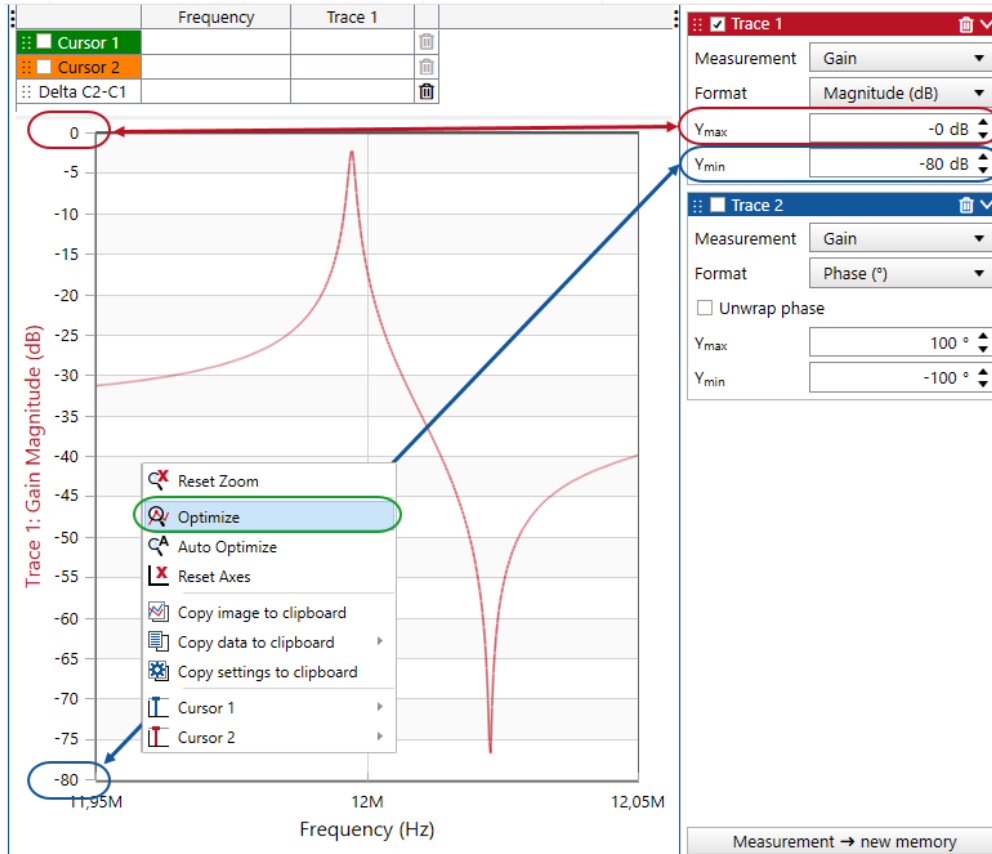 Frequency Trace 1
Cursor 1
Cursor 2
Delta C2-C1
0
-5
-10
-15
-20
-25
-30
-35
-40
-45
-50
-55
-60
-65
-70
-75
-80
Trace 1: Gain Magnitude (dB)
11,95M 12M 12,05M
Frequency (Hz)
Reset Zoom
Optimize
Auto Optimize
Reset Axes
Copy image to clipboard
Copy data to clipboard
Copy settings to clipboard
Cursor 1
Cursor 2
Trace 1
Measurement Gain
Format Magnitude (dB)
Ymax -0 dB
Ymin -80 dB
Trace 2
Measurement Gain
Format Phase (°)
Unwrap phase
Ymax 100 °
Ymin -100 °
Measurement → new memory